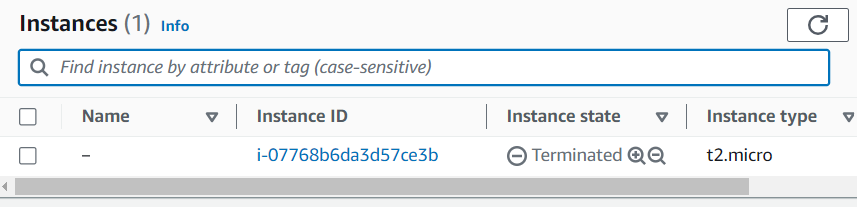 Instances (1) Info
Find instance by attribute or tag (case-sensitive)
Name Instance ID Instance state Instance type
– i-07768b6da3d57ce3b Terminated t2.micro